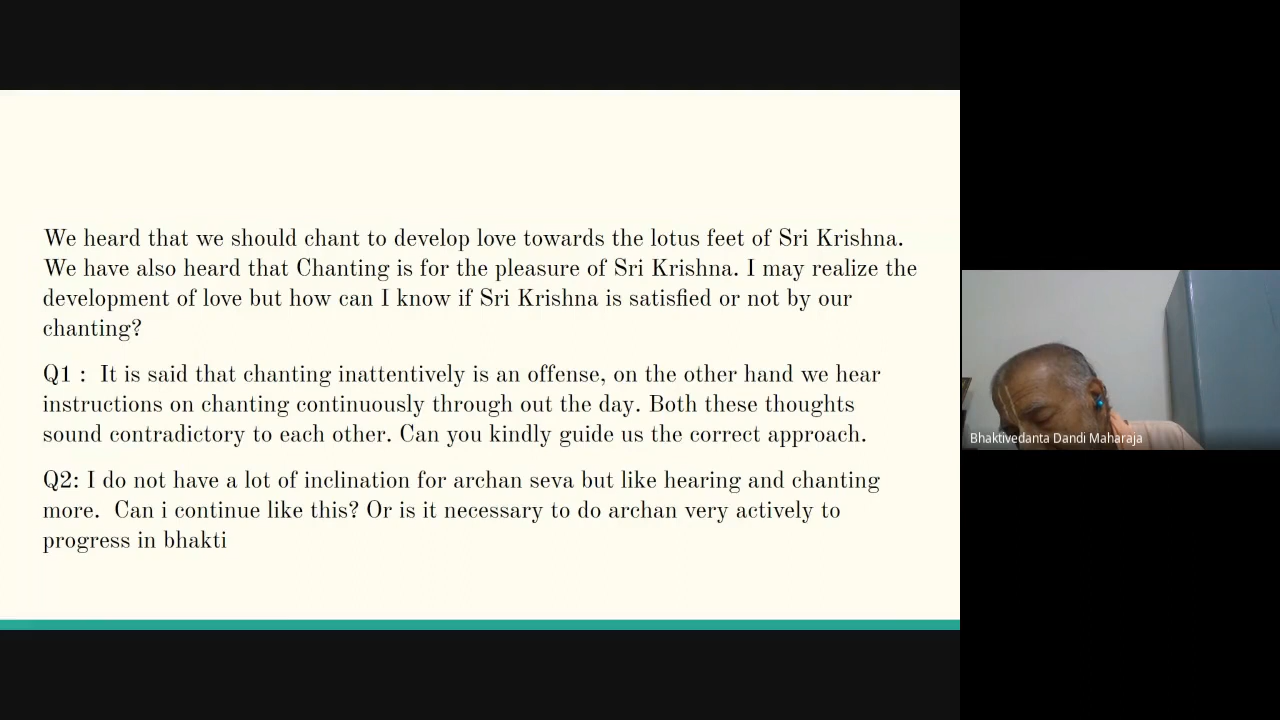 We heard that we should chant to develop love towards the lotus feet of Sri Krishna.
We have also heard that Chanting is for the pleasure of Sri Krishna. I may realize the
development of love but how can I know if Sri Krishna is satisfied or not by our
chanting?
Q1 :  It is said that chanting inattentively is an offense, on the other hand we hear
instructions on chanting continuously through out the day. Both these thoughts
sound contradictory to each other. Can you kindly guide us the correct approach.
Q2: I do not have a lot of inclination for archan seva but like hearing and chanting
more.  Can i continue like this? Or is it necessary to do archan very actively to
progress in bhakti
Bhaktivedanta Dandi Maharaja